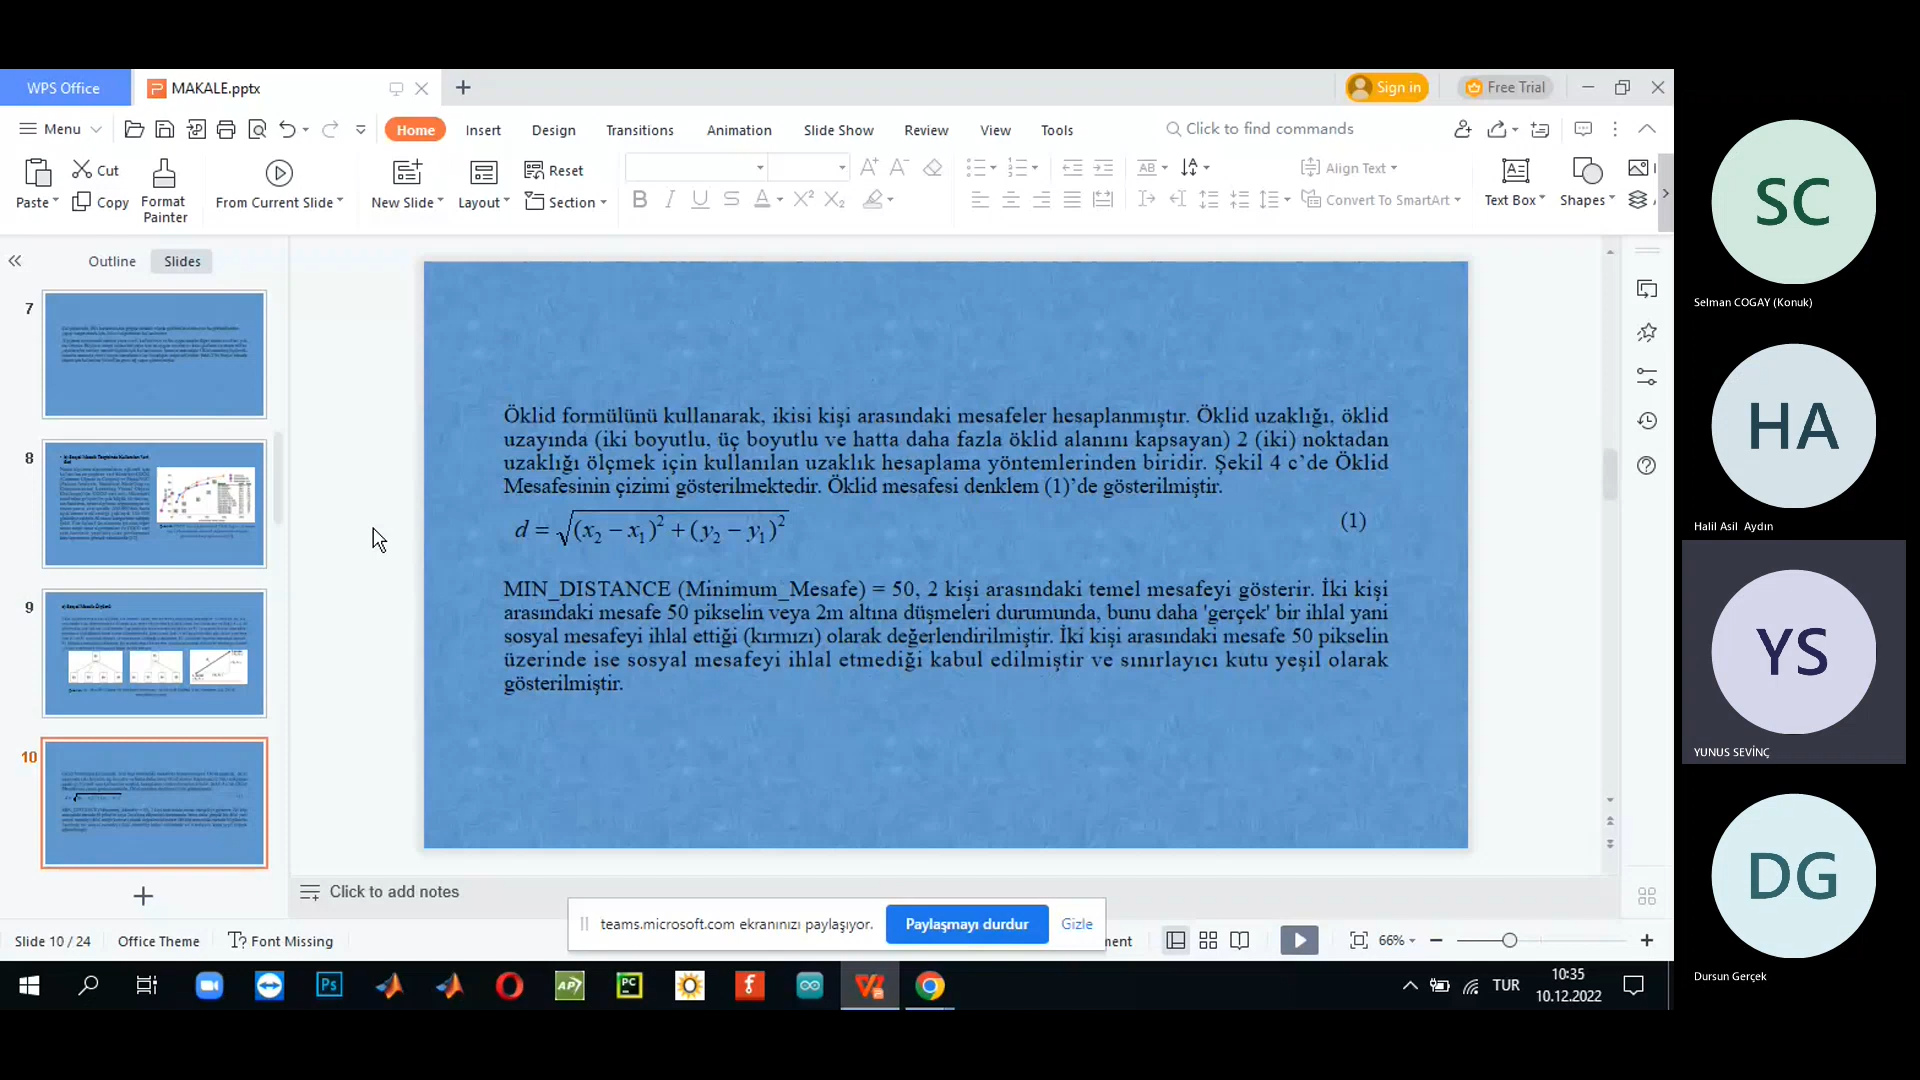 WPS Office
MAKALE.pptx
Sign in
Free Trial
Menu
Home
Insert
Design
Transitions
Animation
Slide Show
Review
View
Tools
Click to find commands
Paste
Cut
Copy
Format
Painter
From Current Slide
New Slide
Layout
Reset
Section
Align Text
Convert To SmartArt
Text Box
Shapes
Outline
Slides
7
8
9
10
Öklid formülünü kullanarak, ikisi kişi arasındaki mesafeler hesaplanmıştır. Öklid uzaklığı, öklid
uzayında (iki boyutlu, üç boyutlu ve hatta daha fazla öklid alanını kapsayan) 2 (iki) noktadan
uzaklığı ölçmek için kullanılan uzaklık hesaplama yöntemlerinden biridir. Şekil 4 c`de Öklid
Mesafesinin çizimi gösterilmektedir. Öklid mesafesi denklem (1)'de gösterilmiştir.
d = √(x₂ − x₁)² + (y₂ − y₁)² (1)
MIN_DISTANCE (Minimum_Mesafe) = 50, 2 kişi arasındaki temel mesafeyi gösterir. İki kişi
arasındaki mesafe 50 pikselin veya 2m altına düşmeleri durumunda, bunu daha 'gerçek' bir ihlal yani
sosyal mesafeyi ihlal ettiği (kırmızı) olarak değerlendirilmiştir. İki kişi arasındaki mesafe 50 pikselin
üzerinde ise sosyal mesafeyi ihlal etmediği kabul edilmiştir ve sınırlayıcı kutu yeşil olarak
gösterilmiştir.
Click to add notes
teams.microsoft.com ekranınızı paylaşıyor.
Paylaşmayı durdur
Gizle
Slide 10 / 24
Office Theme
Font Missing
ment
66%
TUR
10:35
10.12.2022
SC
Selman COGAY (Konuk)
HA
Halil Asil Aydın
YS
YUNUS SEVİNÇ
DG
Dursun Gerçek